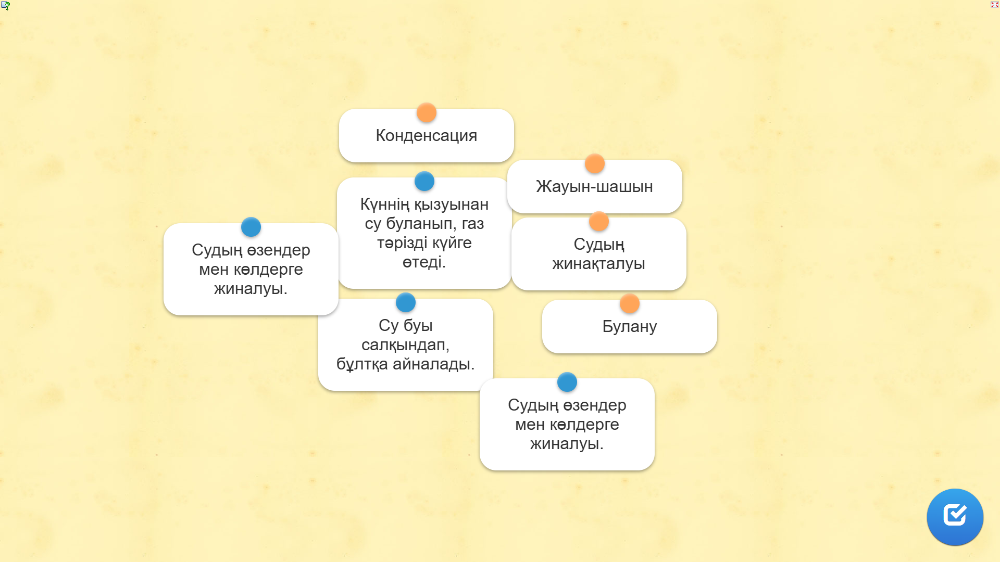 Конденсация
Жауын-шашын
Күннің қызуынан
су буланып, газ
тәрізді күйге
өтеді.
Судың өзендер
мен көлдерге
жиналуы.
Судың
жинақталуы
Су буы
салқындап,
бұлтқа айналады.
Булану
Судың өзендер
мен көлдерге
жиналуы.